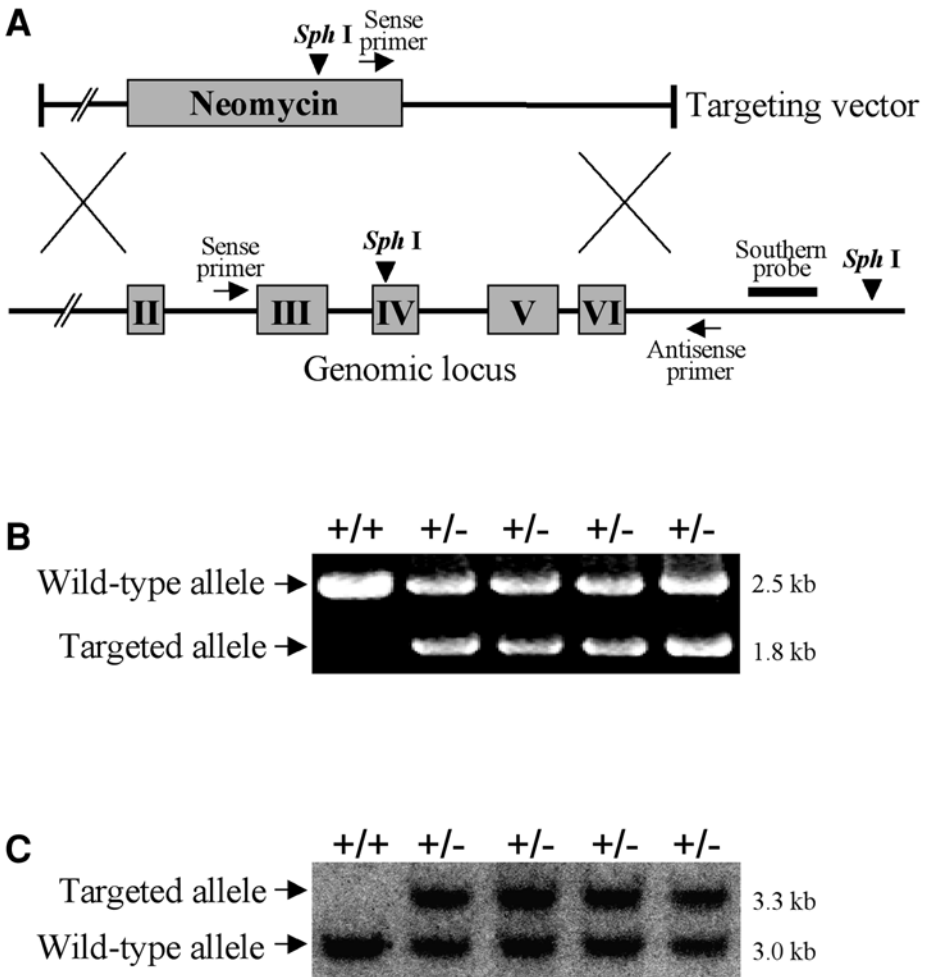 A
Sph I
Sense
primer
Neomycin
Targeting vector
Sense
primer
Sph I
Southern
probe
Sph I
II
III
IV
V
VI
Antisense
primer
Genomic locus
B
+/+ +/- +/- +/- +/-
Wild-type allele
2.5 kb
Targeted allele
1.8 kb
C
+/+ +/- +/- +/- +/-
Targeted allele
3.3 kb
Wild-type allele
3.0 kb